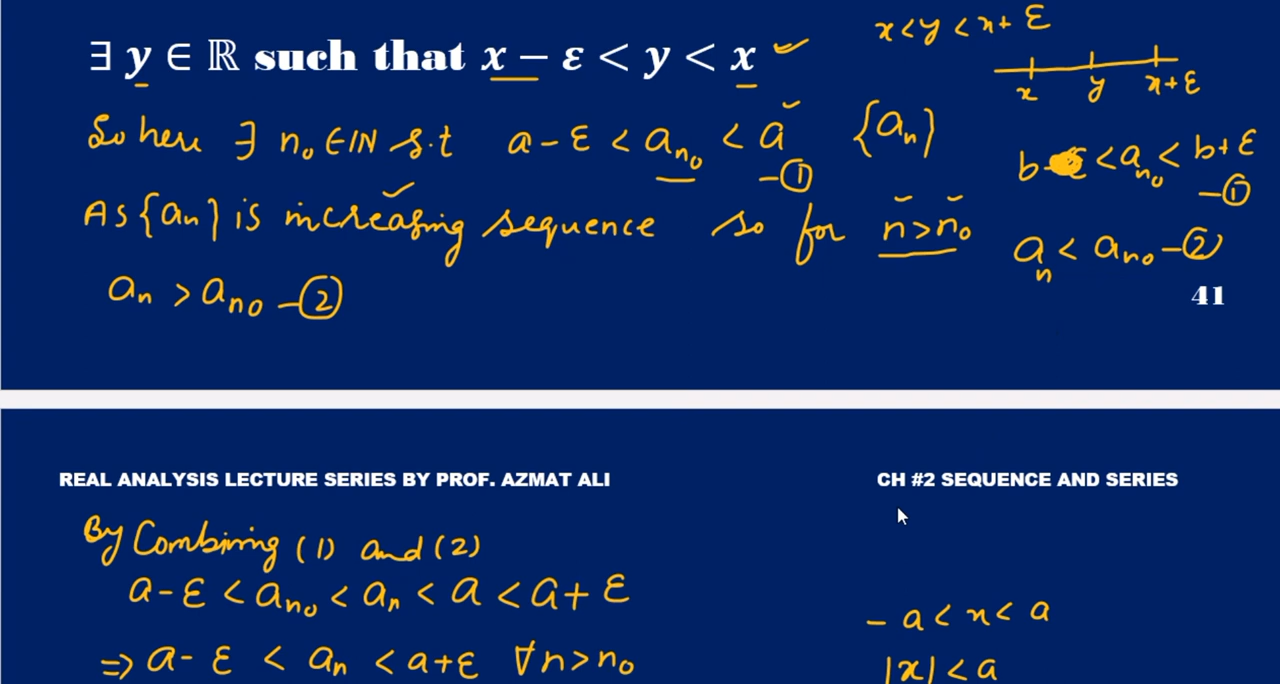 ∃ y ∈ ℝ such that x − ε < y < x
x < y < x + ε
x y x + ε
So here ∃ n₀ ∈ IN s.t a - ε < aₙ₀ < a - ①
{aₙ}
b < aₙ₀ < b + ε - ①
As {aₙ} is increasing sequence so for n > n₀
aₙ < aₙ₀ - ②
aₙ > aₙ₀ - ②
41
REAL ANALYSIS LECTURE SERIES BY PROF. AZMAT ALI
CH #2 SEQUENCE AND SERIES
By Combining (1) and (2)
a - ε < aₙ₀ < aₙ < a < a + ε
- a < x < a
⇒ a - ε < aₙ < a + ε ∀ n > n₀
|x| < a